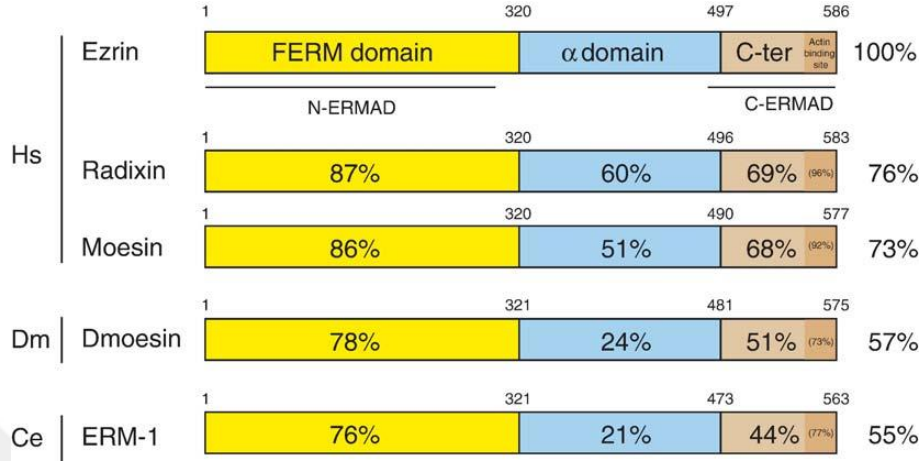 1 320 497 586
Ezrin FERM domain α domain C-ter Actin binding site 100%
N-ERMAD C-ERMAD
1 320 496 583
Hs
Radixin 87% 60% 69% (96%) 76%
1 320 490 577
Moesin 86% 51% 68% (92%) 73%
1 321 481 575
Dm Dmoesin 78% 24% 51% (73%) 57%
1 321 473 563
Ce ERM-1 76% 21% 44% (77%) 55%